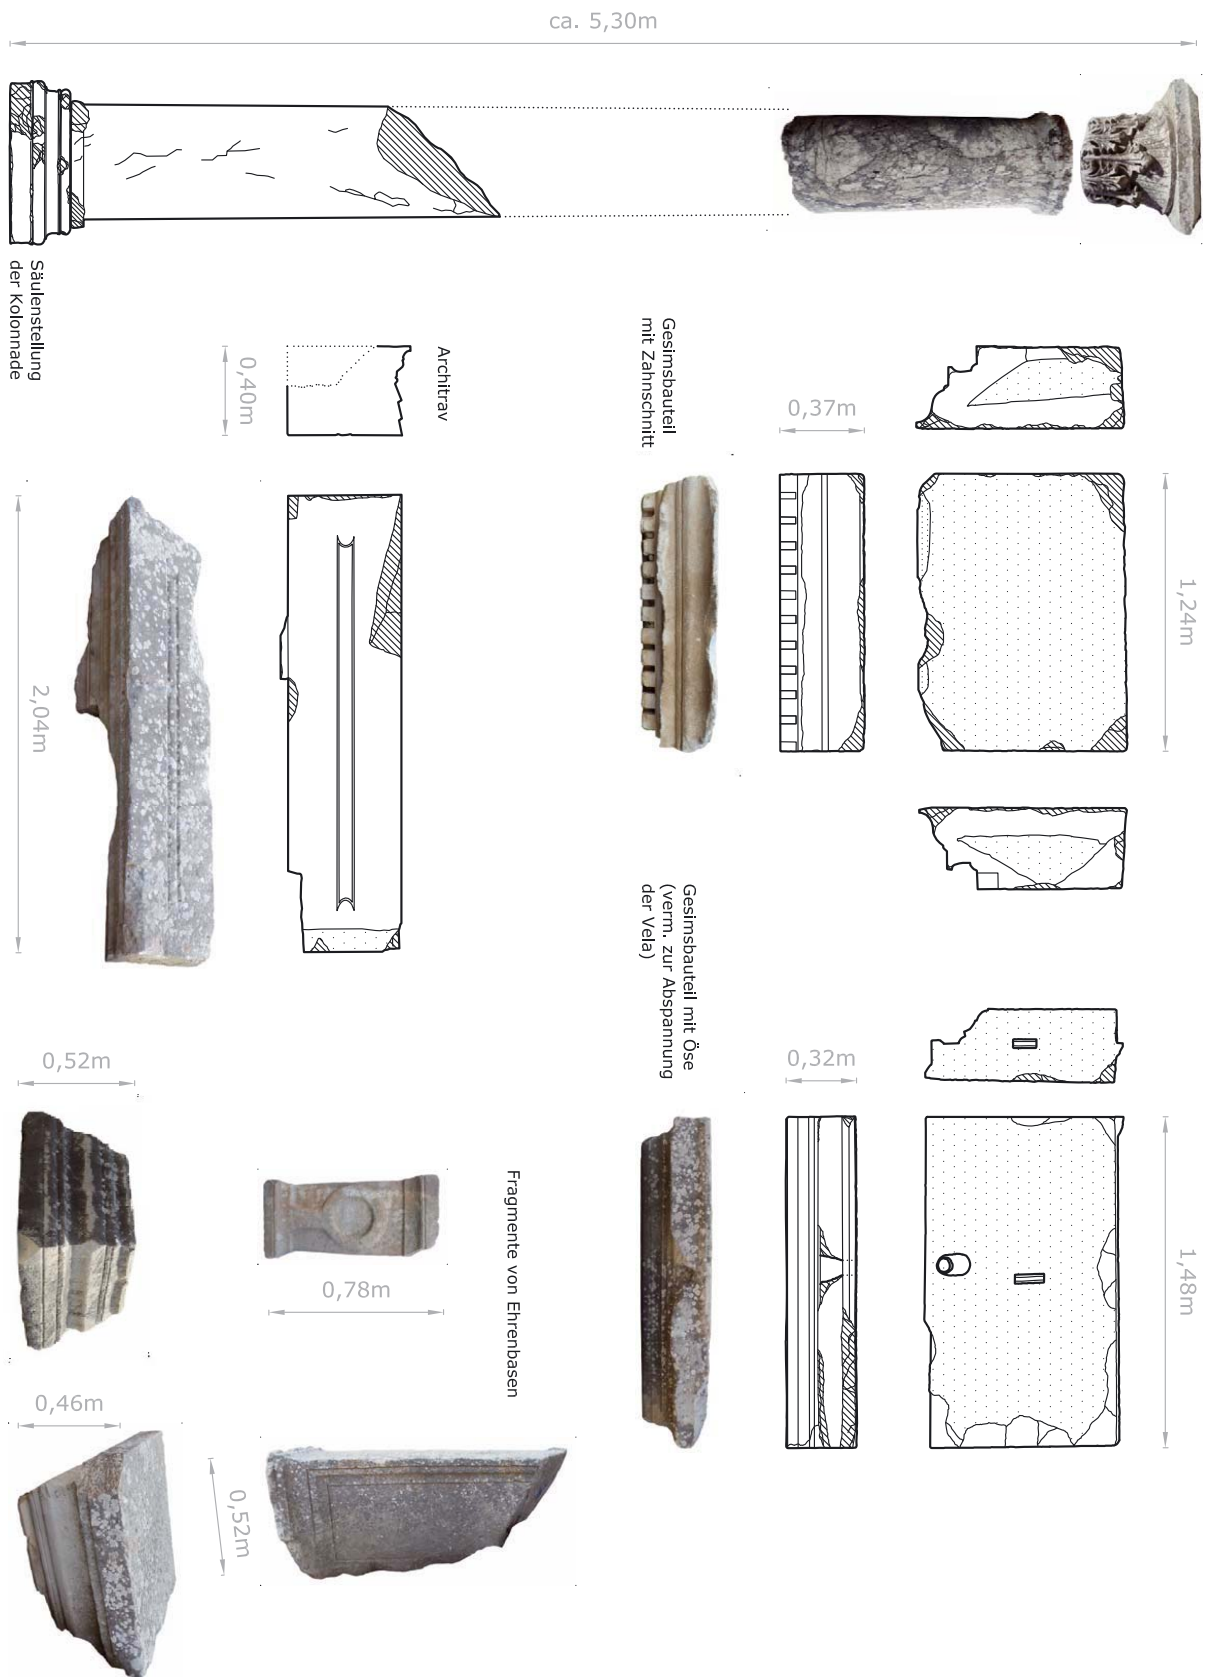 ca. 5,30m
Säulenstellung
der Kolonnade
Architrav
0,40m
2,04m
Gesimsbauteil
mit Zahnschnitt
0,37m
1,24m
Gesimsbauteil mit Öse
(verm. zur Abspannung
der Vela)
0,32m
1,48m
Fragmente von Ehrenbasen
0,52m
0,78m
0,46m
0,52m